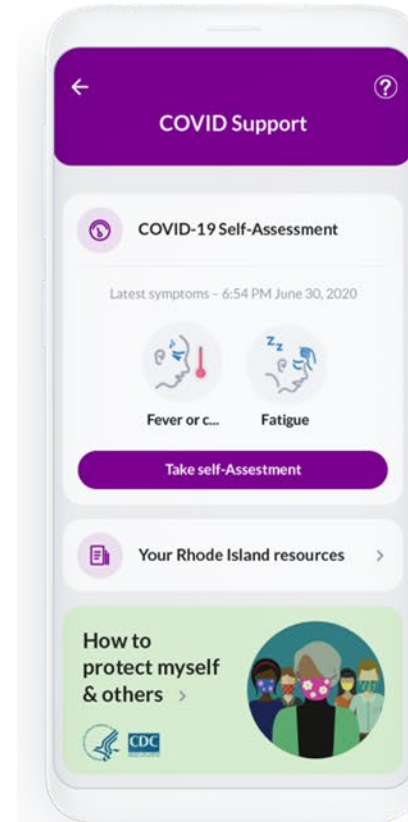 COVID Support
COVID-19 Self-Assessment
Latest symptoms – 6:54 PM June 30, 2020
z z
Fever or c...
Fatigue
Take self-Assestment
Your Rhode Island resources
How to
protect myself
& others
CDC